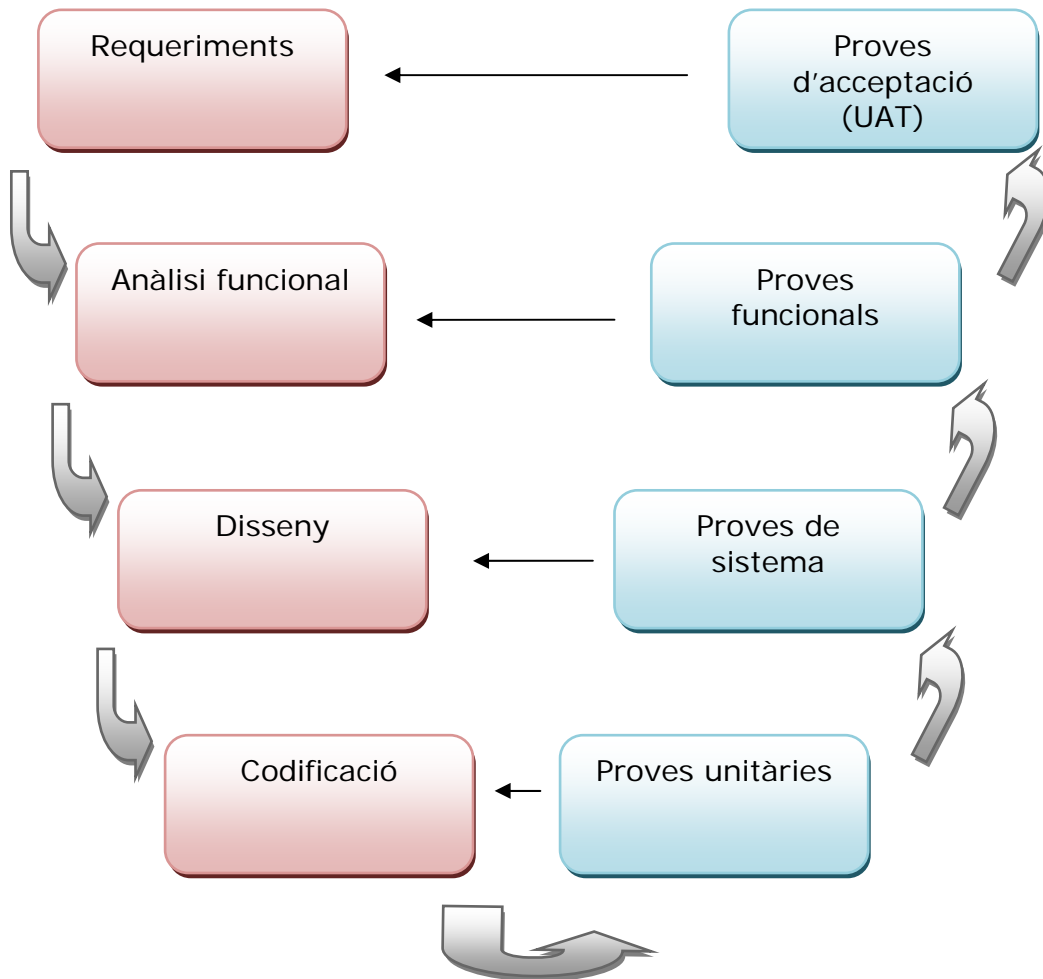 Requeriments
Proves
d'acceptació
(UAT)
Anàlisi funcional
Proves
funcionals
Disseny
Proves de
sistema
Codificació
Proves unitàries